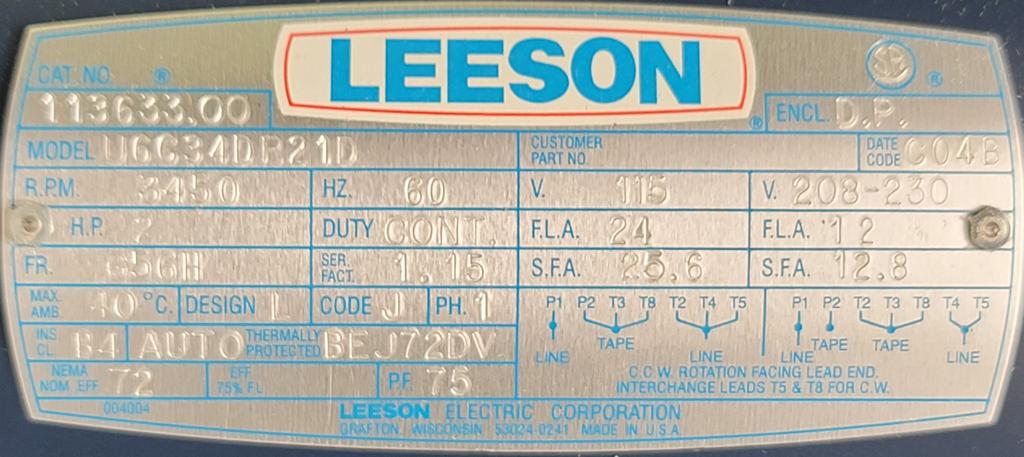 LEESON ®
CAT. NO. ®
113633.00
ENCL. D.P.
MODEL U6C34DR21D CUSTOMER PART NO. DATE CODE C04B
R.P.M. 3450 HZ. 60 V. 115 V. 208-230
H.P. 2 DUTY CONT. F.L.A. 24 F.L.A. 12
FR. G56H SER. FACT. 1.15 S.F.A. 25.6 S.F.A. 12.8
MAX. AMB. 40 °C. DESIGN L CODE J PH. 1
P1 P2 T3 T8 T2 T4 T5 P1 P2 T2 T3 T8 T4 T5
LINE TAPE LINE LINE TAPE TAPE LINE
INS. CL. B4 AUTO THERMALLY PROTECTED BEJ72DV
NEMA NOM EFF 72 EFF 75% F.L. P.F. 75
C.C.W. ROTATION FACING LEAD END.
INTERCHANGE LEADS T5 & T8 FOR C.W.
004004
LEESON ELECTRIC CORPORATION
GRAFTON, WISCONSIN 53024-0241 MADE IN U.S.A